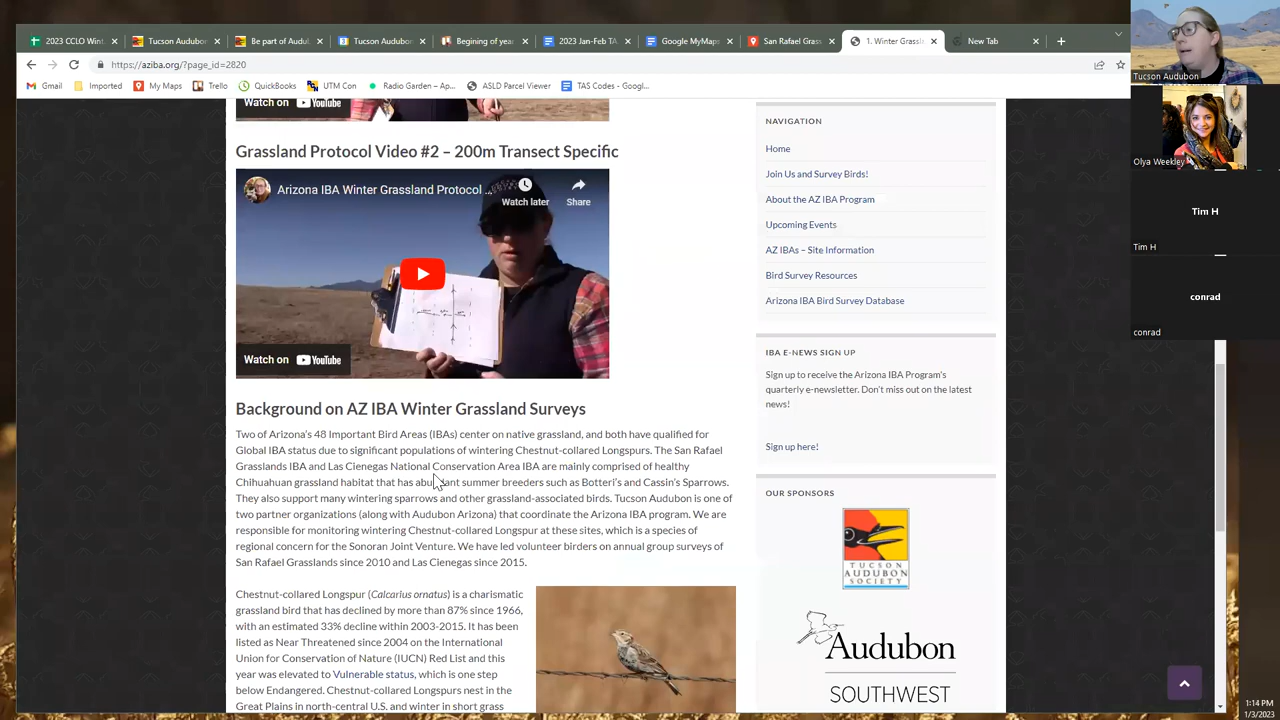 2023 CCLO Wint
Tucson Audubon
Be part of Audul
Tucson Audubon:
Begining of year
2023 Jan-Feb TA
Google MyMaps
San Rafael Grass
1. Winter Grassl
New Tab
https://aziba.org/?page_id=2820
Gmail
Imported
My Maps
Trello
QuickBooks
UTM Con
Radio Garden – Ap...
ASLD Parcel Viewer
TAS Codes - Googl...
Watch on YouTube
Grassland Protocol Video #2 – 200m Transect Specific
Arizona IBA Winter Grassland Protocol ...
Watch later
Share
Watch on YouTube
Background on AZ IBA Winter Grassland Surveys
Two of Arizona's 48 Important Bird Areas (IBAs) center on native grassland, and both have qualified for
Global IBA status due to significant populations of wintering Chestnut-collared Longspurs. The San Rafael
Grasslands IBA and Las Cienegas National Conservation Area IBA are mainly comprised of healthy
Chihuahuan grassland habitat that has abundant summer breeders such as Botteri's and Cassin's Sparrows.
They also support many wintering sparrows and other grassland-associated birds. Tucson Audubon is one of
two partner organizations (along with Audubon Arizona) that coordinate the Arizona IBA program. We are
responsible for monitoring wintering Chestnut-collared Longspur at these sites, which is a species of
regional concern for the Sonoran Joint Venture. We have led volunteer birders on annual group surveys of
San Rafael Grasslands since 2010 and Las Cienegas since 2015.
Chestnut-collared Longspur (Calcarius ornatus) is a charismatic
grassland bird that has declined by more than 87% since 1966,
with an estimated 33% decline within 2003-2015. It has been
listed as Near Threatened since 2004 on the International
Union for Conservation of Nature (IUCN) Red List and this
year was elevated to Vulnerable status, which is one step
below Endangered. Chestnut-collared Longspurs nest in the
Great Plains in north-central U.S. and winter in short grass
NAVIGATION
Home
Join Us and Survey Birds!
About the AZ IBA Program
Upcoming Events
AZ IBAs – Site Information
Bird Survey Resources
Arizona IBA Bird Survey Database
IBA E-NEWS SIGN UP
Sign up to receive the Arizona IBA Program's
quarterly e-newsletter. Don't miss out on the latest
news!
Sign up here!
OUR SPONSORS
TUCSON
AUDUBON
SOCIETY
Audubon
SOUTHWEST
Tucson Audubon
Olya Weekley
Tim H
Tim H
conrad
conrad
1:14 PM
1/3/2023